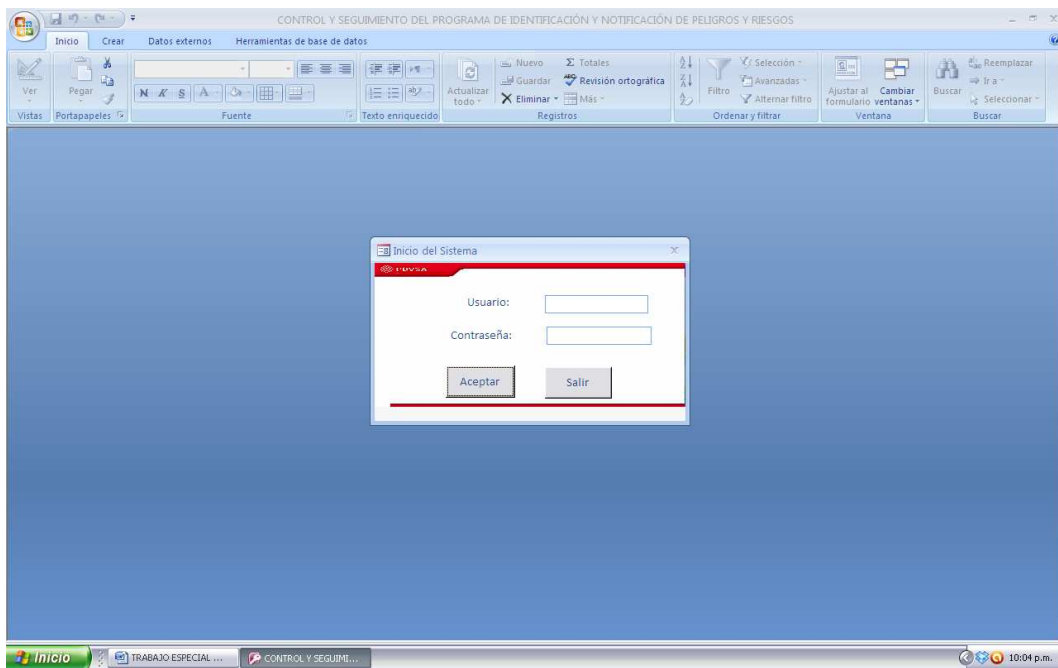 CONTROL Y SEGUIMIENTO DEL PROGRAMA DE IDENTIFICACIÓN Y NOTIFICACIÓN DE PELIGROS Y RIESGOS
Inicio Crear Datos externos Herramientas de base de datos
Nuevo Σ Totales Selección Reemplazar
Guardar Revisión ortográfica Avanzadas Ir a
Ver Pegar N K S A Actualizar todo Eliminar Más Filtro Alternar filtro Ajustar al formulario Cambiar ventanas Buscar Seleccionar
Vistas Portapapeles Fuente Texto enriquecido Registros Ordenar y filtrar Ventana Buscar
Inicio del Sistema
PDVSA
Usuario:
Contraseña:
Aceptar Salir
Inicio TRABAJO ESPECIAL ... CONTROL Y SEGUIMI... 10:04 p.m.